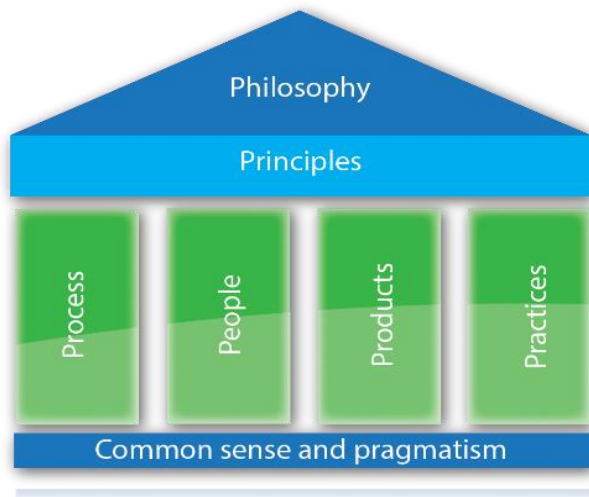 Philosophy
Principles
Process
People
Products
Practices
Common sense and pragmatism